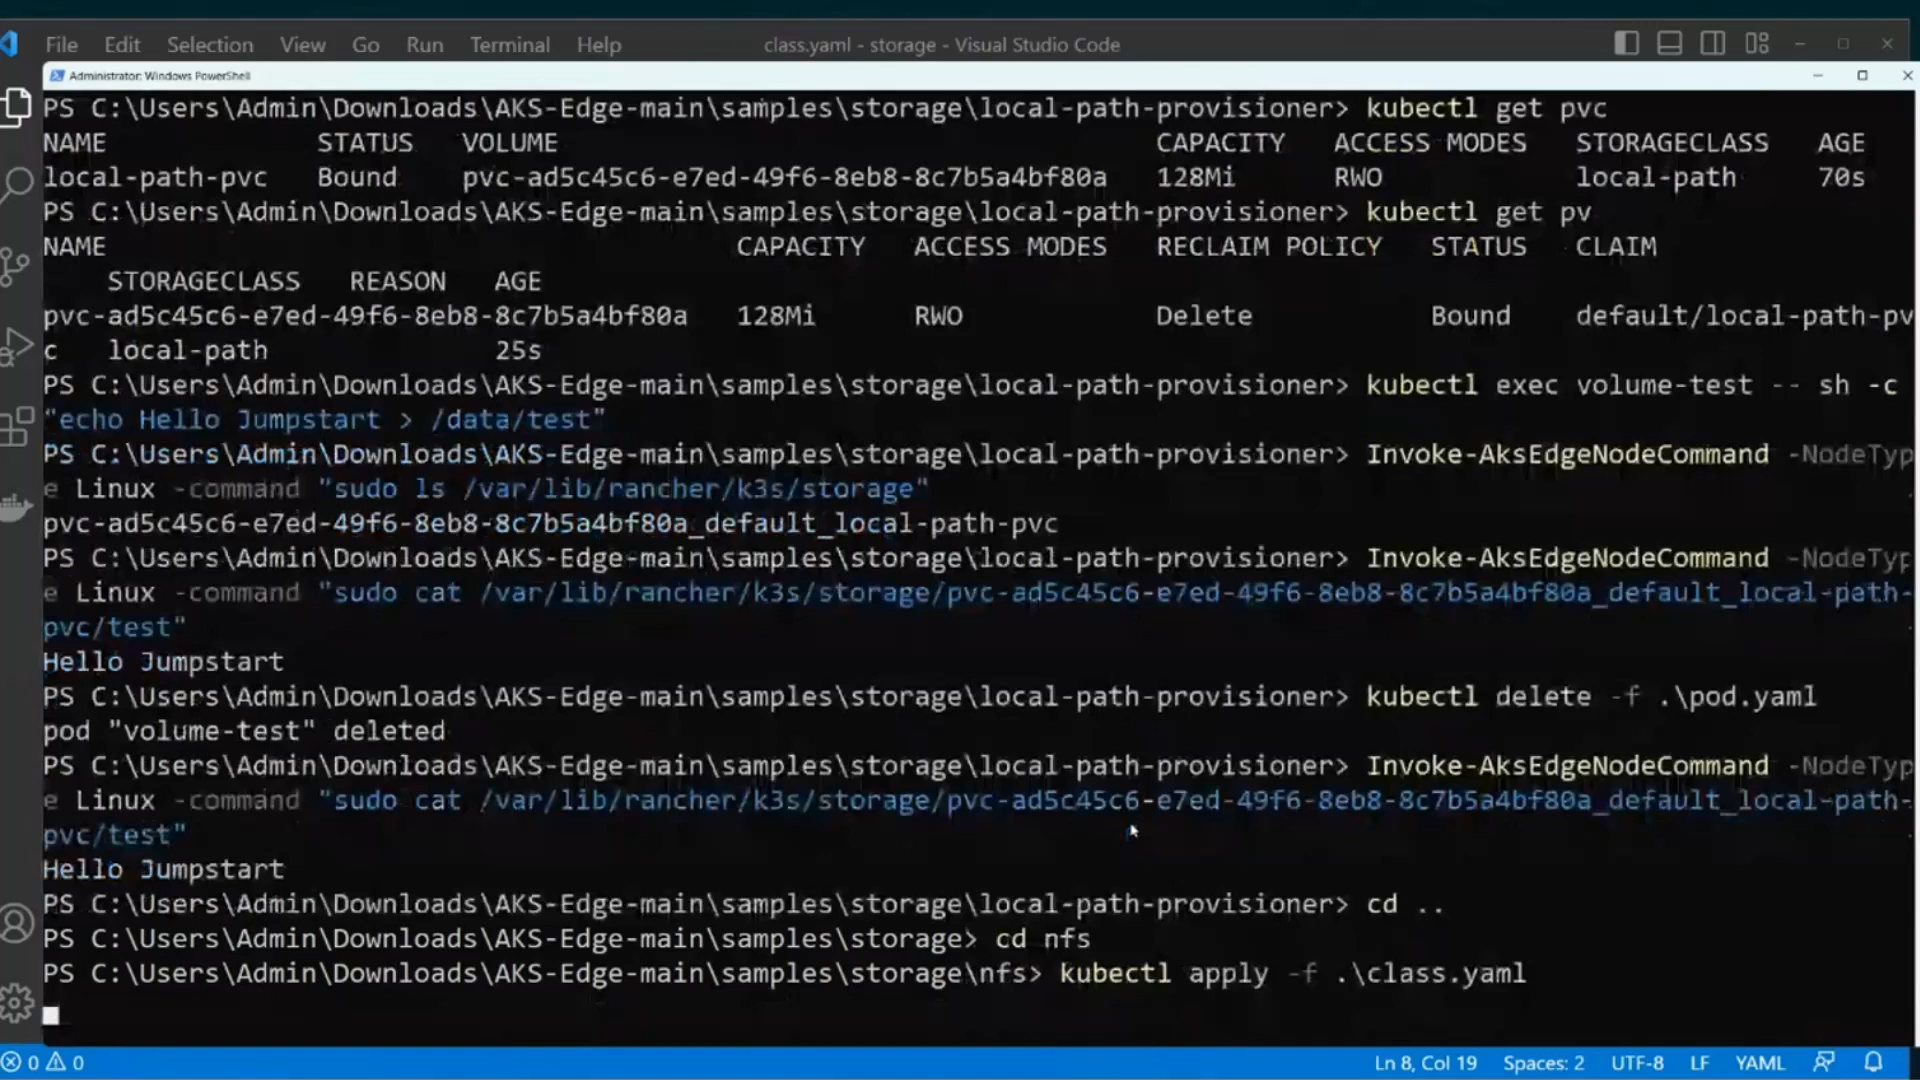 File Edit Selection View Go Run Terminal Help class.yaml - storage - Visual Studio Code
Administrator: Windows PowerShell
PS C:\Users\Admin\Downloads\AKS-Edge-main\samples\storage\local-path-provisioner> kubectl get pvc
NAME STATUS VOLUME CAPACITY ACCESS MODES STORAGECLASS AGE
local-path-pvc Bound pvc-ad5c45c6-e7ed-49f6-8eb8-8c7b5a4bf80a 128Mi RWO local-path 70s
PS C:\Users\Admin\Downloads\AKS-Edge-main\samples\storage\local-path-provisioner> kubectl get pv
NAME CAPACITY ACCESS MODES RECLAIM POLICY STATUS CLAIM
STORAGECLASS REASON AGE
pvc-ad5c45c6-e7ed-49f6-8eb8-8c7b5a4bf80a 128Mi RWO Delete Bound default/local-path-pv
c local-path 25s
PS C:\Users\Admin\Downloads\AKS-Edge-main\samples\storage\local-path-provisioner> kubectl exec volume-test -- sh -c
"echo Hello Jumpstart > /data/test"
PS C:\Users\Admin\Downloads\AKS-Edge-main\samples\storage\local-path-provisioner> Invoke-AksEdgeNodeCommand -NodeTyp
e Linux -command "sudo ls /var/lib/rancher/k3s/storage"
pvc-ad5c45c6-e7ed-49f6-8eb8-8c7b5a4bf80a_default_local-path-pvc
PS C:\Users\Admin\Downloads\AKS-Edge-main\samples\storage\local-path-provisioner> Invoke-AksEdgeNodeCommand -NodeTyp
e Linux -command "sudo cat /var/lib/rancher/k3s/storage/pvc-ad5c45c6-e7ed-49f6-8eb8-8c7b5a4bf80a_default_local-path-
pvc/test"
Hello Jumpstart
PS C:\Users\Admin\Downloads\AKS-Edge-main\samples\storage\local-path-provisioner> kubectl delete -f .\pod.yaml
pod "volume-test" deleted
PS C:\Users\Admin\Downloads\AKS-Edge-main\samples\storage\local-path-provisioner> Invoke-AksEdgeNodeCommand -NodeTyp
e Linux -command "sudo cat /var/lib/rancher/k3s/storage/pvc-ad5c45c6-e7ed-49f6-8eb8-8c7b5a4bf80a_default_local-path-
pvc/test"
Hello Jumpstart
PS C:\Users\Admin\Downloads\AKS-Edge-main\samples\storage\local-path-provisioner> cd ..
PS C:\Users\Admin\Downloads\AKS-Edge-main\samples\storage> cd nfs
PS C:\Users\Admin\Downloads\AKS-Edge-main\samples\storage\nfs> kubectl apply -f .\class.yaml
0 0 Ln 8, Col 19 Spaces: 2 UTF-8 LF YAML